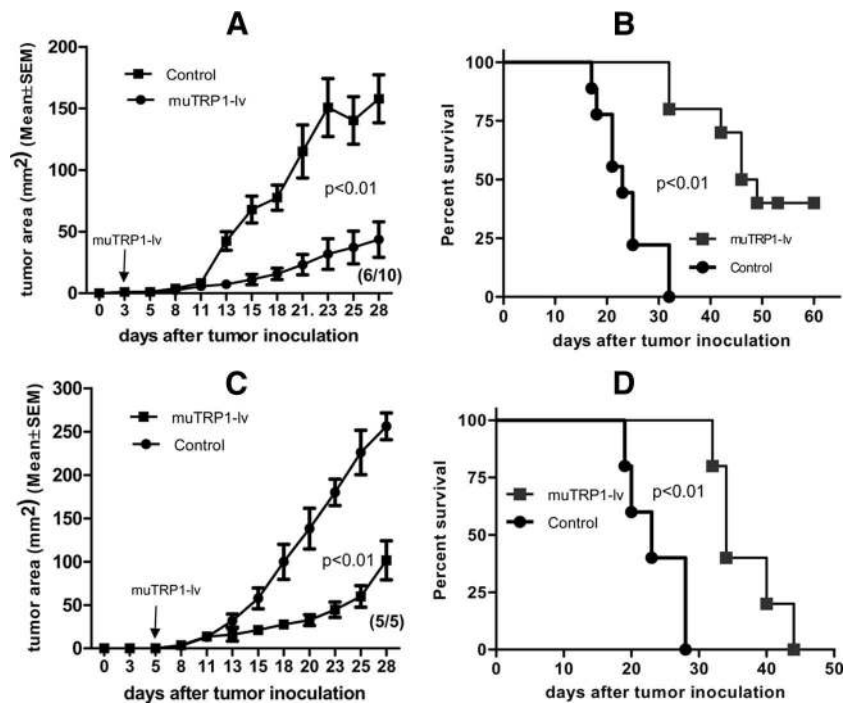 A
tumor area (mm²) (Mean±SEM)
200
150
100
50
0
Control
muTRP1-lv
muTRP1-lv
p<0.01
(6/10)
0 3 5 8 11 13 15 18 21 23 25 28
days after tumor inoculation
B
Percent survival
100
75
50
25
0
p<0.01
muTRP1-lv
Control
0 10 20 30 40 50 60
days after tumor inoculation
C
tumor area (mm²) (Mean±SEM)
300
250
200
150
100
50
0
muTRP1-lv
Control
muTRP1-lv
p<0.01
(5/5)
0 3 5 8 11 13 15 18 20 23 25 28
days after tumor inoculation
D
Percent survival
100
75
50
25
0
muTRP1-lv
Control
p<0.01
0 10 20 30 40 50
days after tumor inoculation